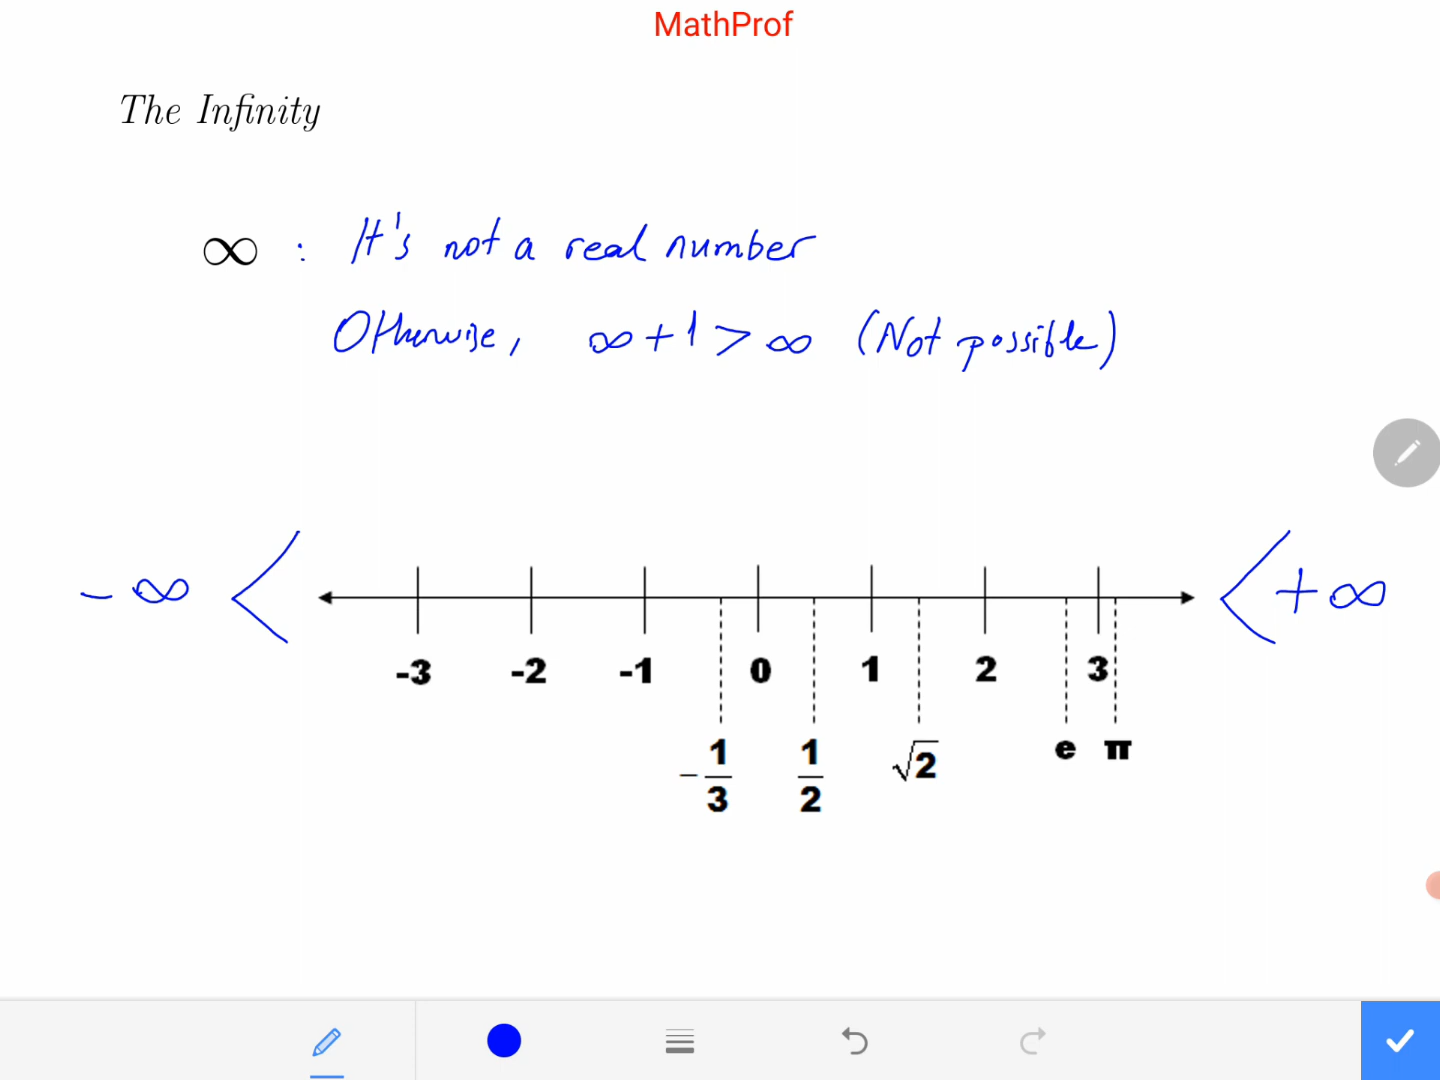 MathProf
The Infinity
∞ : It's not a real number
Otherwise, ∞+1 > ∞ (Not possible)
-∞ < < +∞
-3 -2 -1 0 1 2 3
-1/3 1/2 √2 e π